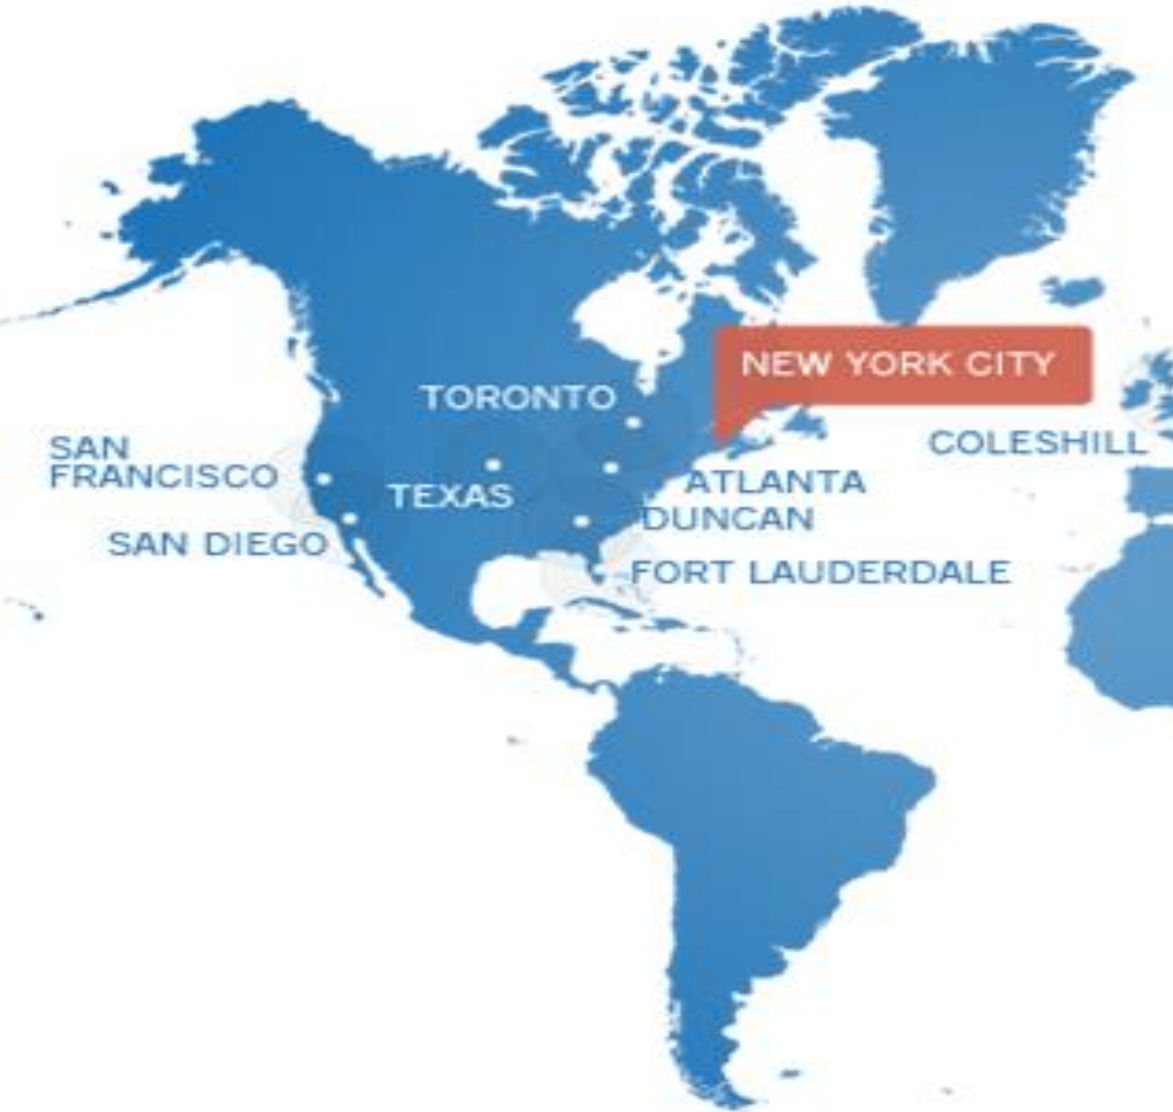 NEW YORK CITY
TORONTO
COLESHILL
SAN
FRANCISCO
TEXAS
ATLANTA
DUNCAN
SAN DIEGO
FORT LAUDERDALE